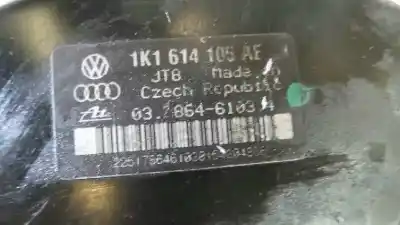 1K1 614 105 AE
JTB Made in
Czech Republic
03.7864-6103.4